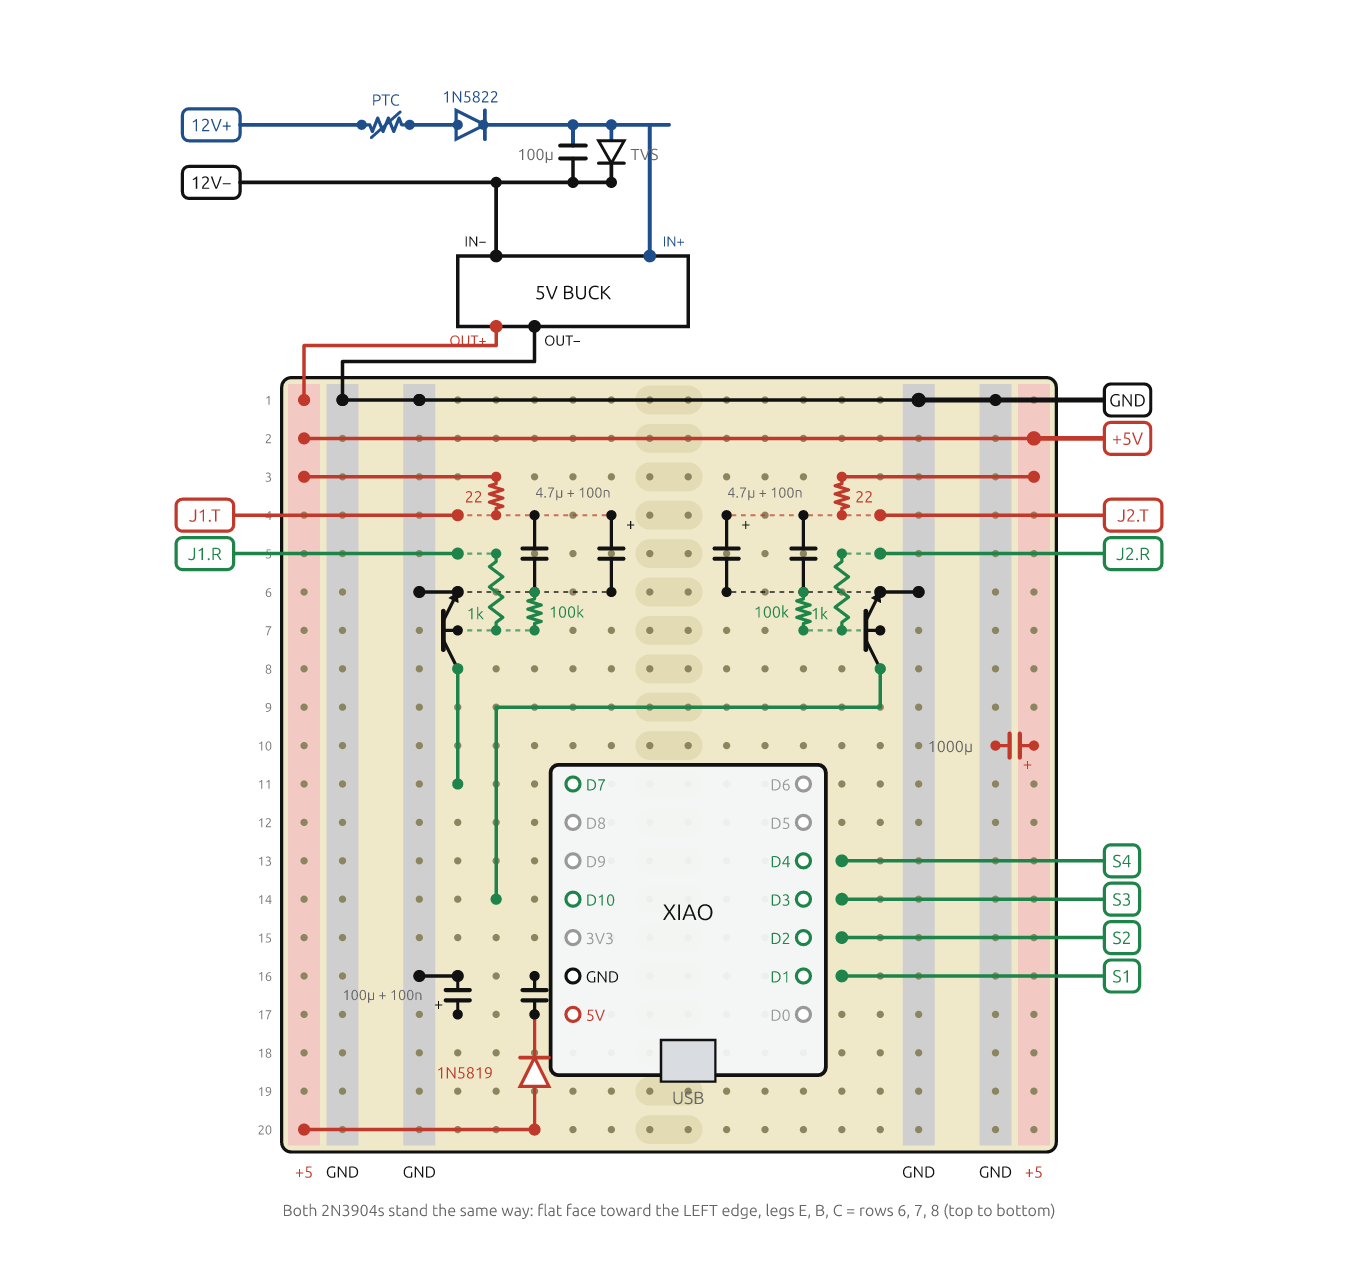 PTC
1N5822
12V+
100µ
TVS
12V–
IN–
IN+
5V BUCK
OUT+
OUT–
1
GND
2
+5V
3
22
4.7µ + 100n
4.7µ + 100n
22
J1.T
4
+
+
J2.T
J1.R
5
J2.R
6
1k
100k
100k
1k
7
8
9
10
1000µ
+
11
D7
D6
12
D8
D5
13
D9
D4
S4
14
D10
XIAO
D3
S3
15
3V3
D2
S2
16
GND
D1
S1
100µ + 100n
+
17
5V
D0
18
1N5819
19
USB
20
+5
GND
GND
GND
GND
+5
Both 2N3904s stand the same way: flat face toward the LEFT edge, legs E, B, C = rows 6, 7, 8 (top to bottom)